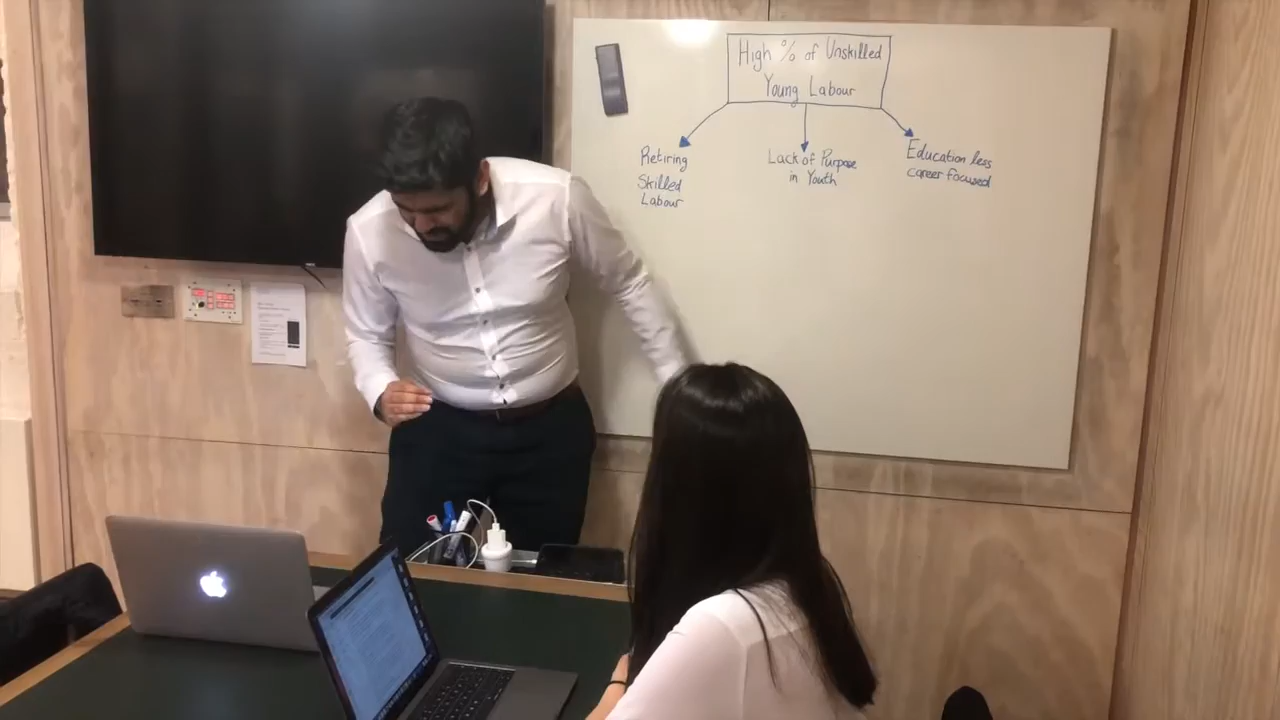 High % of Unskilled
Young Labour
Retiring
Skilled
Labour
Lack of Purpose
in Youth
Education less
career focused